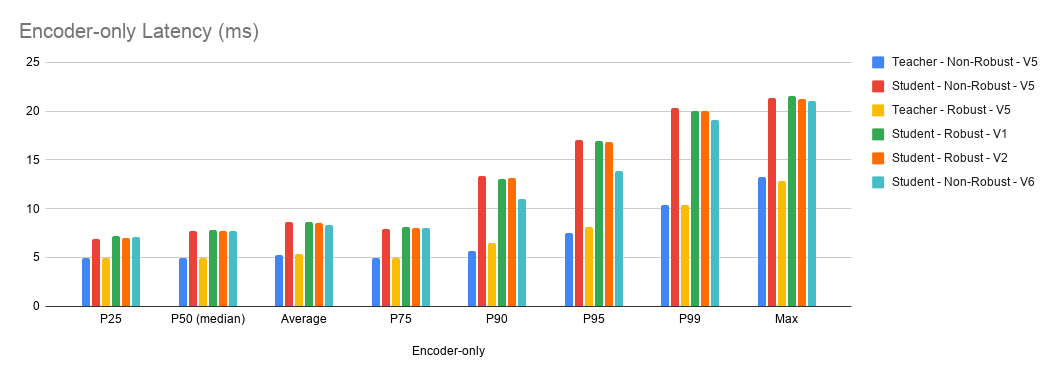 Encoder-only Latency (ms)
25
20
15
10
5
0
P25 P50 (median) Average P75 P90 P95 P99 Max
Encoder-only
Teacher - Non-Robust - V5
Student - Non-Robust - V5
Teacher - Robust - V5
Student - Robust - V1
Student - Robust - V2
Student - Non-Robust - V6